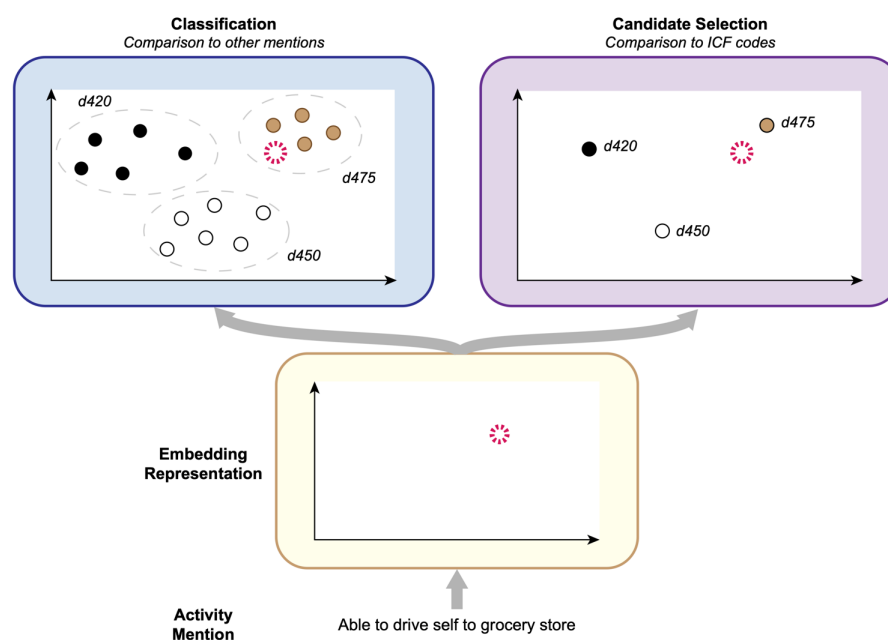 Classification
Comparison to other mentions
d420
d475
d450
Candidate Selection
Comparison to ICF codes
d475
d420
d450
Embedding
Representation
Activity
Mention
Able to drive self to grocery store